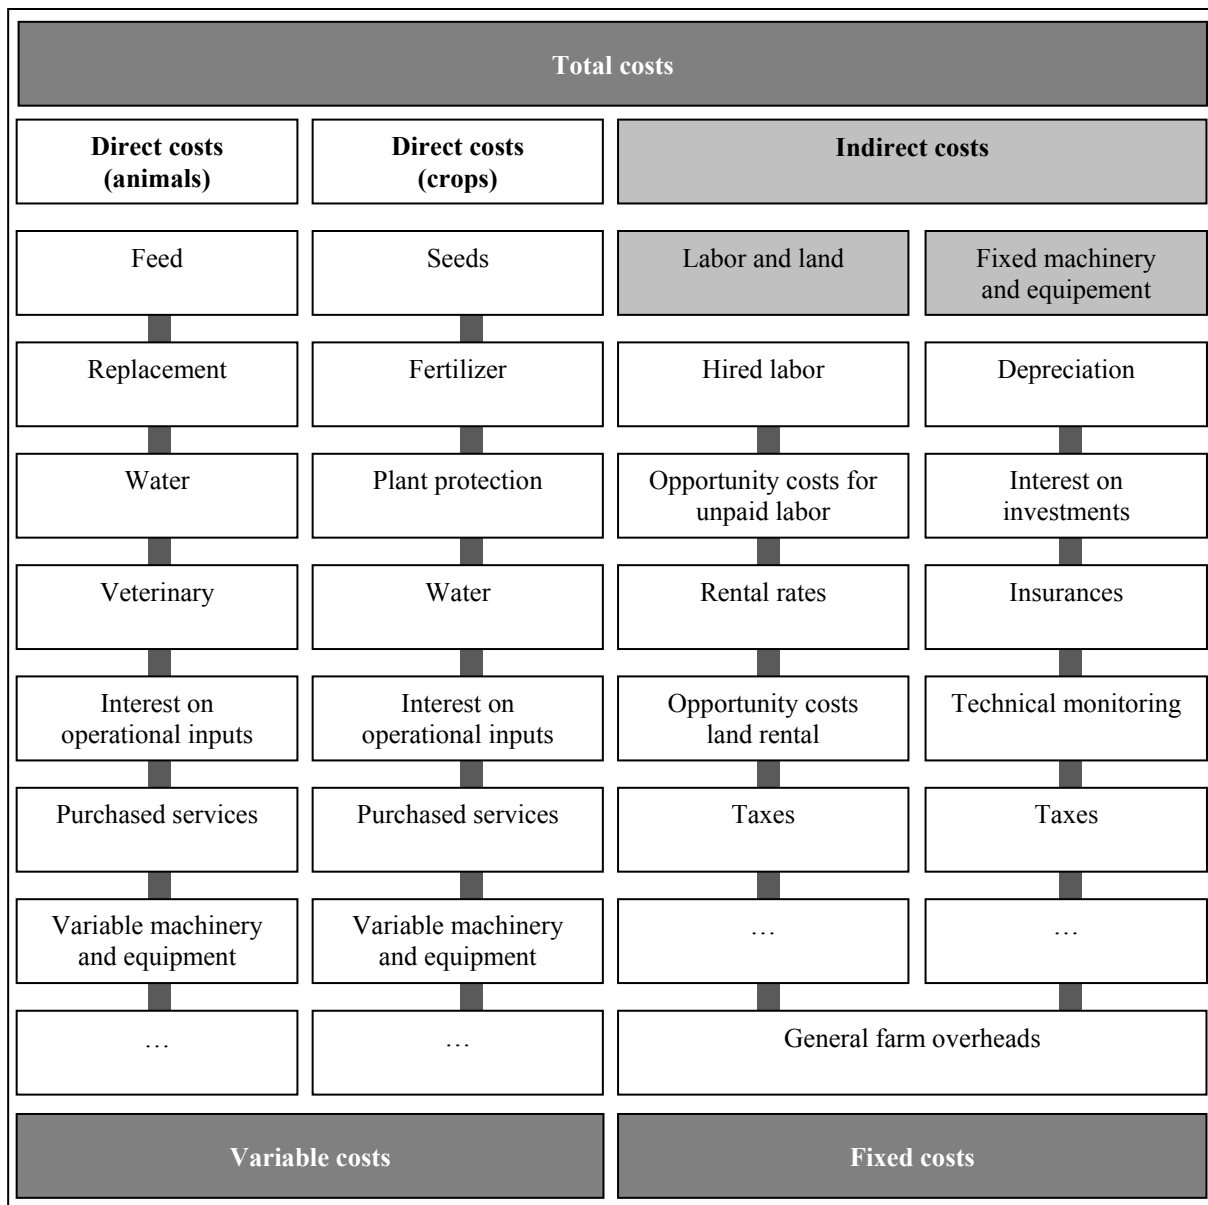 Total costs
Direct costs
(animals)
Direct costs
(crops)
Indirect costs
Feed
Seeds
Labor and land
Fixed machinery
and equipement
Replacement
Fertilizer
Hired labor
Depreciation
Water
Plant protection
Opportunity costs for
unpaid labor
Interest on
investments
Veterinary
Water
Rental rates
Insurances
Interest on
operational inputs
Interest on
operational inputs
Opportunity costs
land rental
Technical monitoring
Purchased services
Purchased services
Taxes
Taxes
Variable machinery
and equipment
Variable machinery
and equipment
…
…
…
…
General farm overheads
Variable costs
Fixed costs